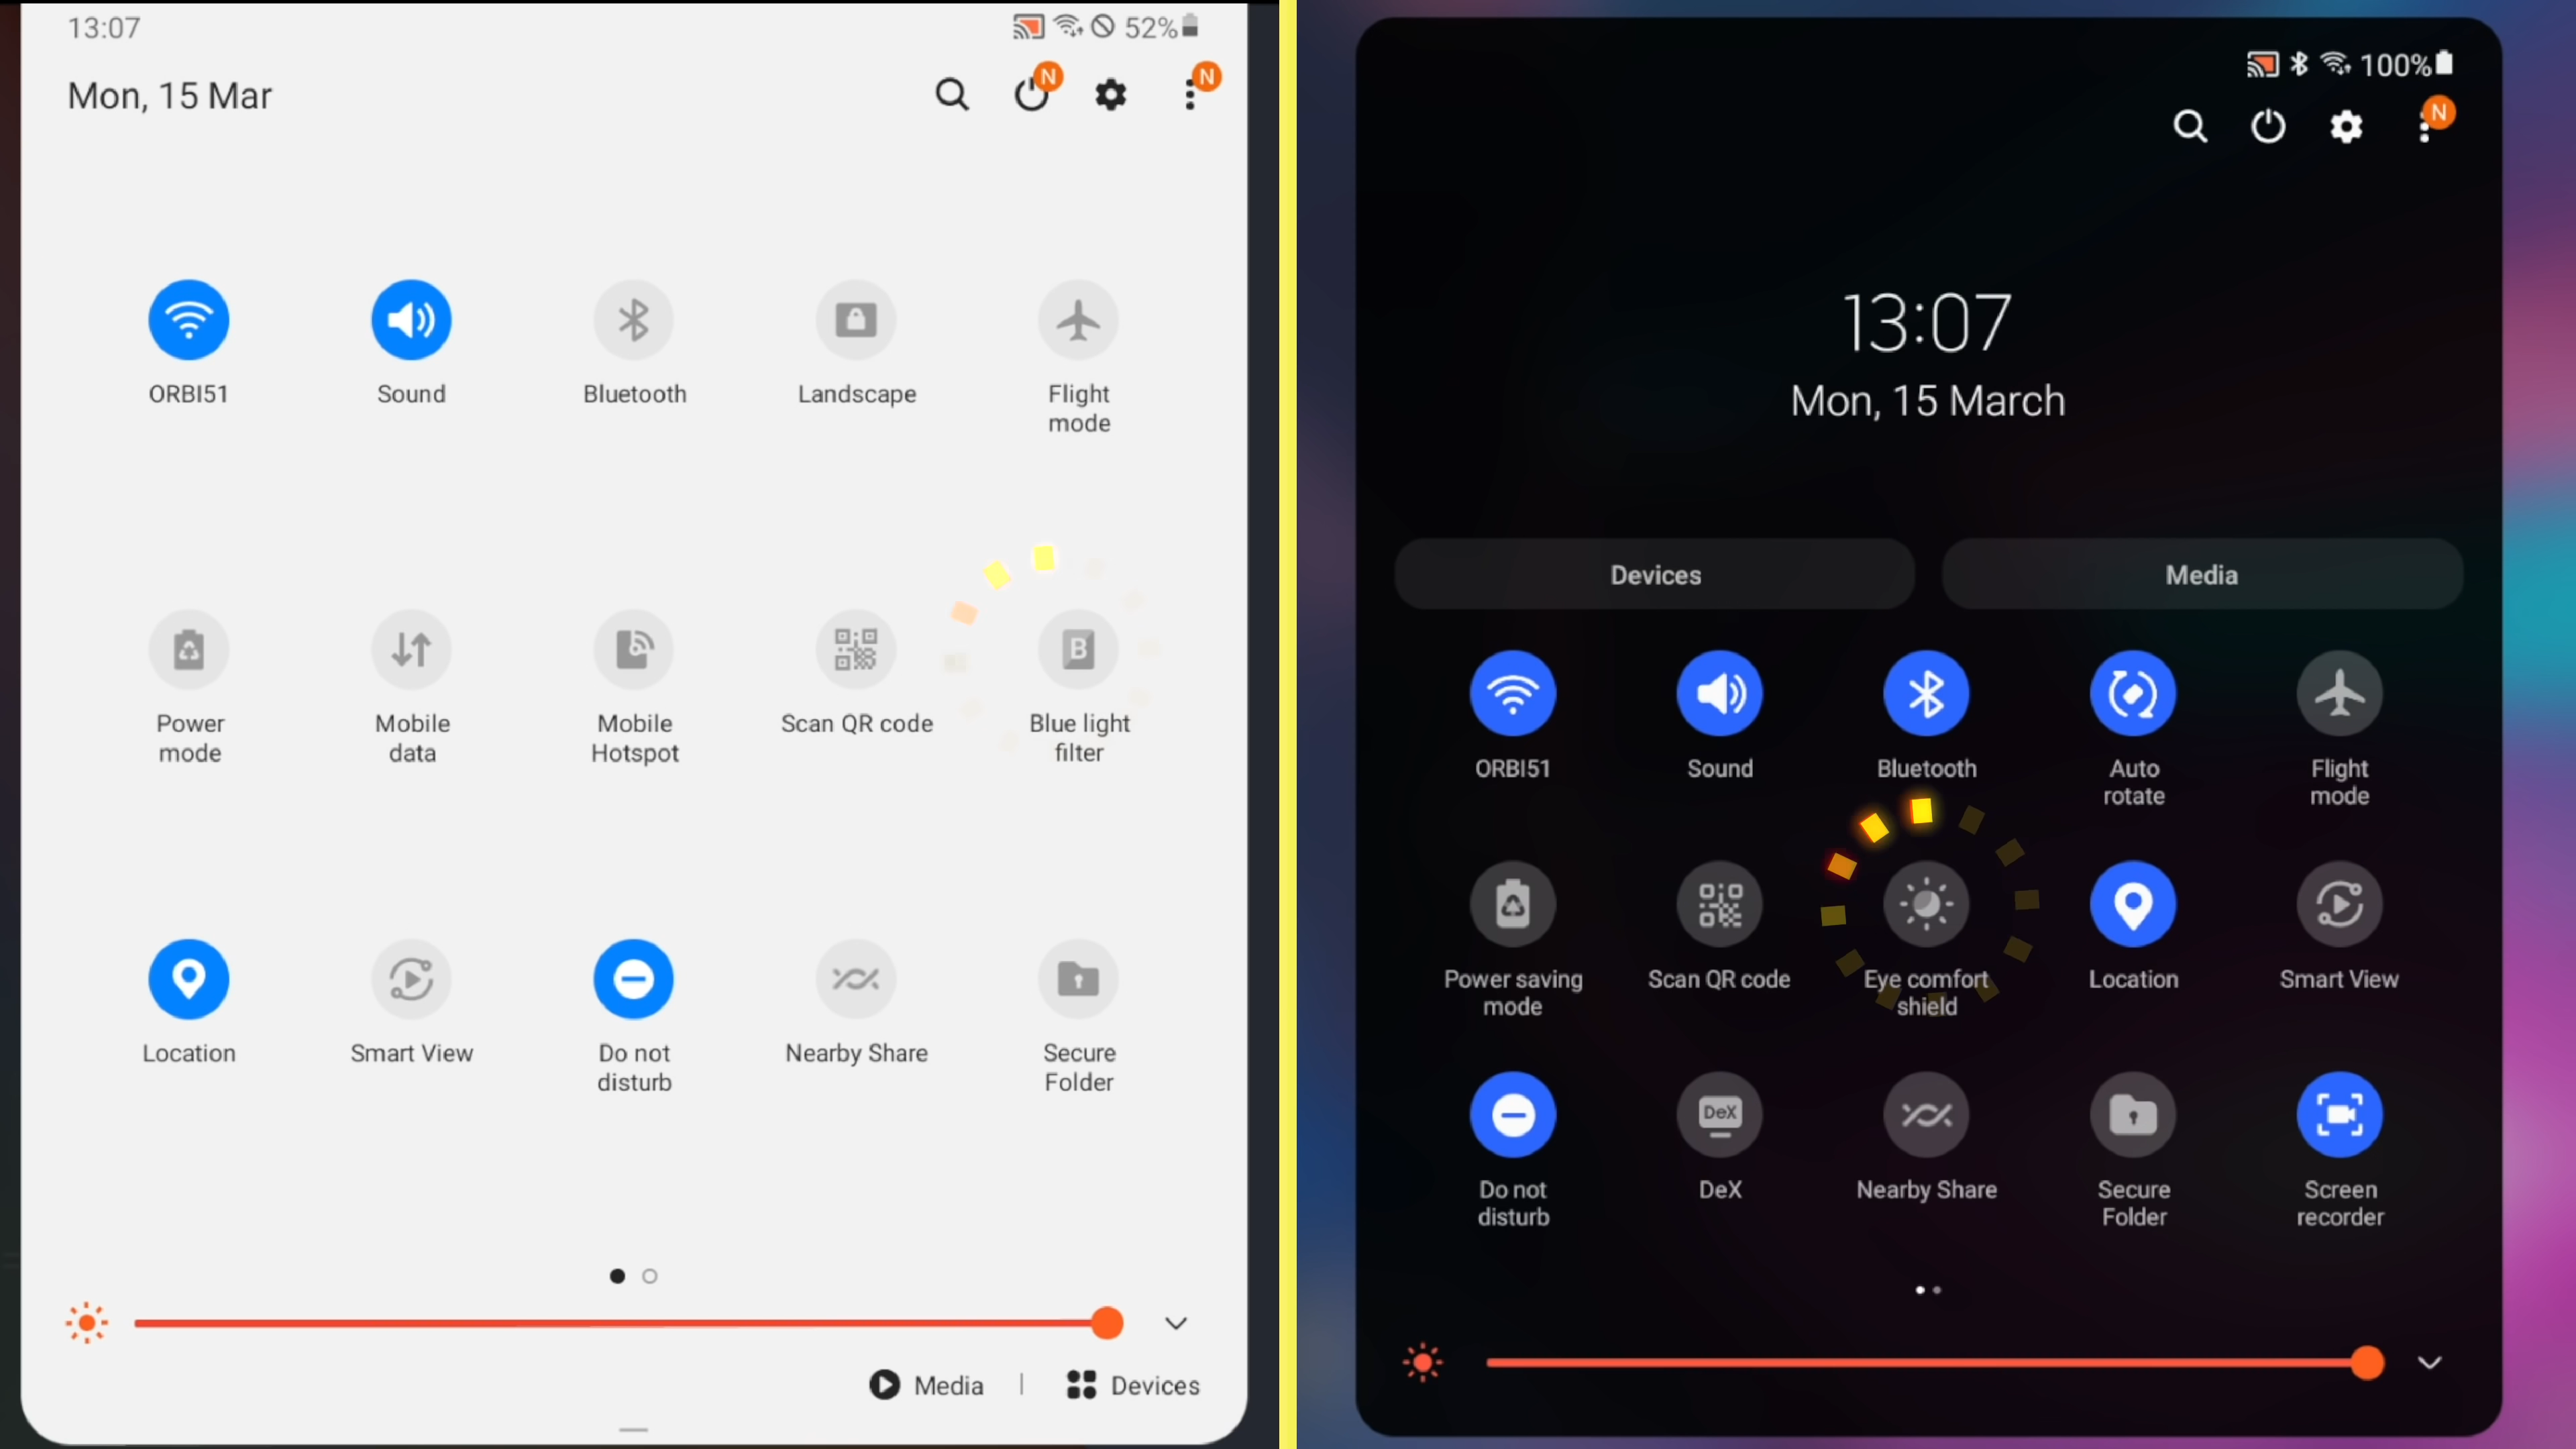 13:07
52%
Mon, 15 Mar
N
N
ORBI51
Sound
Bluetooth
Landscape
Flight
mode
Power
mode
Mobile
data
Mobile
Hotspot
Scan QR code
B
Blue light
filter
Location
Smart View
Do not
disturb
Nearby Share
Secure
Folder
Media
Devices
100%
N
13:07
Mon, 15 March
Devices
Media
ORBI51
Sound
Bluetooth
Auto
rotate
Flight
mode
Power saving
mode
Scan QR code
Eye comfort
shield
Location
Smart View
Do not
disturb
DeX
DeX
Nearby Share
Secure
Folder
Screen
recorder